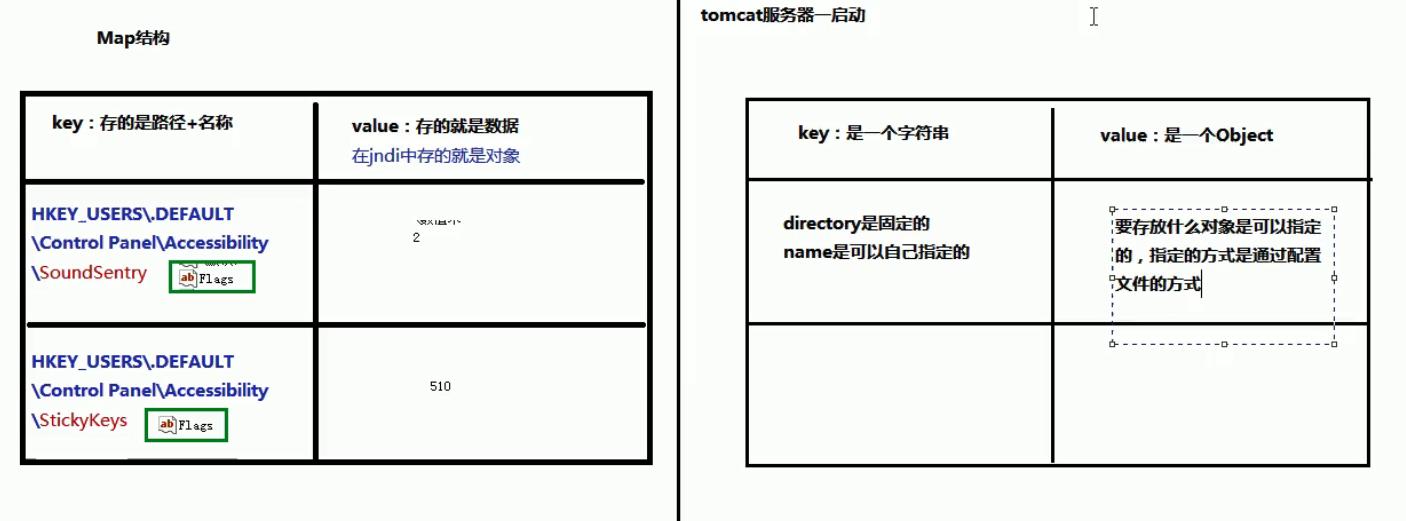 Map结构
key：存的是路径+名称
value：存的就是数据
在jndi中存的就是对象
HKEY_USERS\.DEFAULT
\Control Panel\Accessibility
\SoundSentry
Flags
2
HKEY_USERS\.DEFAULT
\Control Panel\Accessibility
\StickyKeys
Flags
510
tomcat服务器一启动
key：是一个字符串
value：是一个Object
directory是固定的
name是可以自己指定的
要存放什么对象是可以指定
的，指定的方式是通过配置
文件的方式